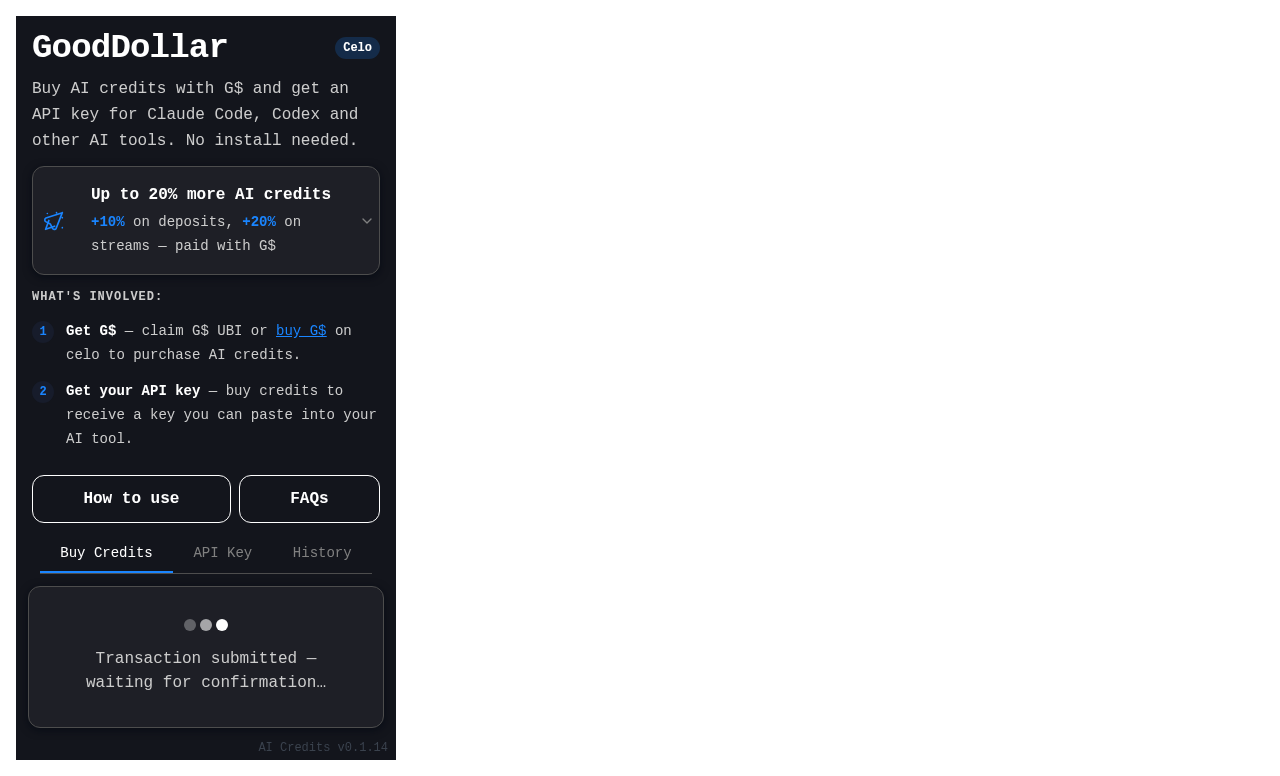 GoodDollar
Celo
Buy AI credits with G$ and get an
API key for Claude Code, Codex and
other AI tools. No install needed.
Up to 20% more AI credits
+10% on deposits, +20% on
streams — paid with G$
WHAT'S INVOLVED:
1 Get G$ — claim G$ UBI or buy G$ on
celo to purchase AI credits.
2 Get your API key — buy credits to
receive a key you can paste into your
AI tool.
How to use FAQs
Buy Credits API Key History
Transaction submitted —
waiting for confirmation…
AI Credits v0.1.14